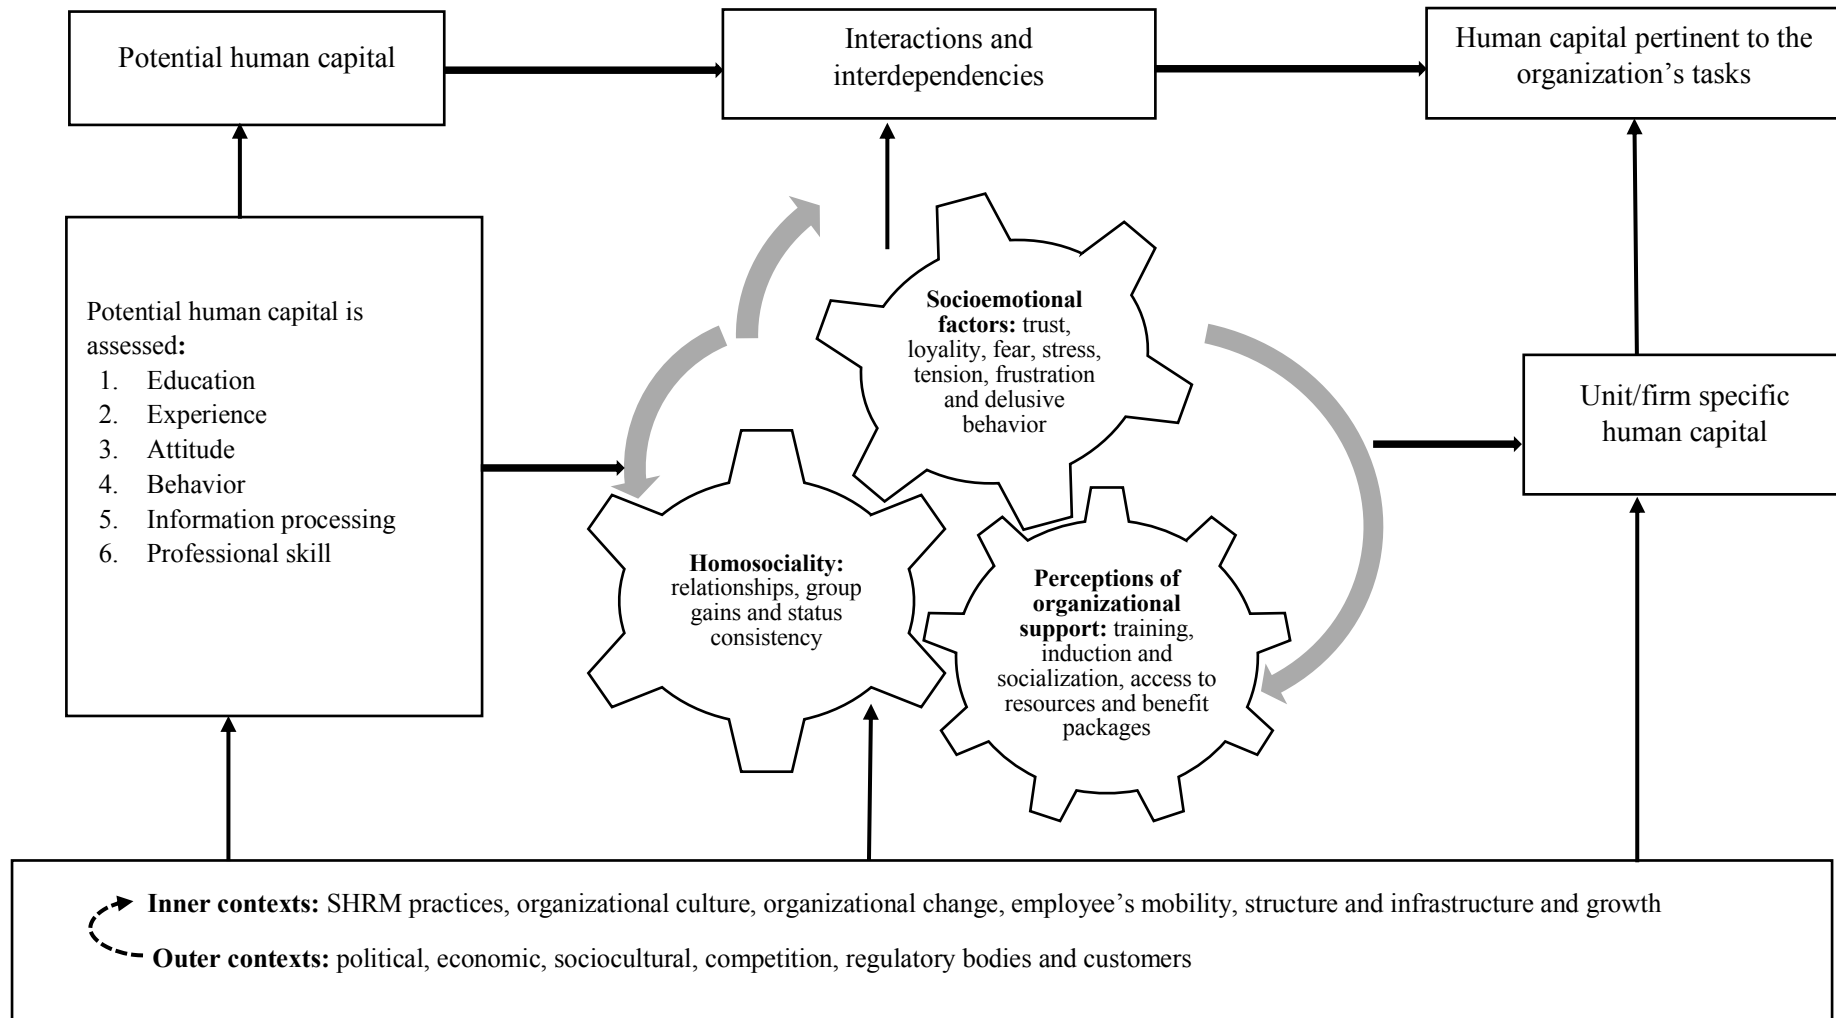 Potential human capital
Interactions and
interdependencies
Human capital pertinent to the
organization’s tasks
Potential human capital is
assessed:
1. Education
2. Experience
3. Attitude
4. Behavior
5. Information processing
6. Professional skill
Socioemotional
factors: trust,
loyality, fear, stress,
tension, frustration
and delusive
behavior
Homosociality:
relationships, group
gains and status
consistency
Perceptions of
organizational
support: training,
induction and
socialization, access to
resources and benefit
packages
Unit/firm specific
human capital
Inner contexts: SHRM practices, organizational culture, organizational change, employee’s mobility, structure and infrastructure and growth
Outer contexts: political, economic, sociocultural, competition, regulatory bodies and customers